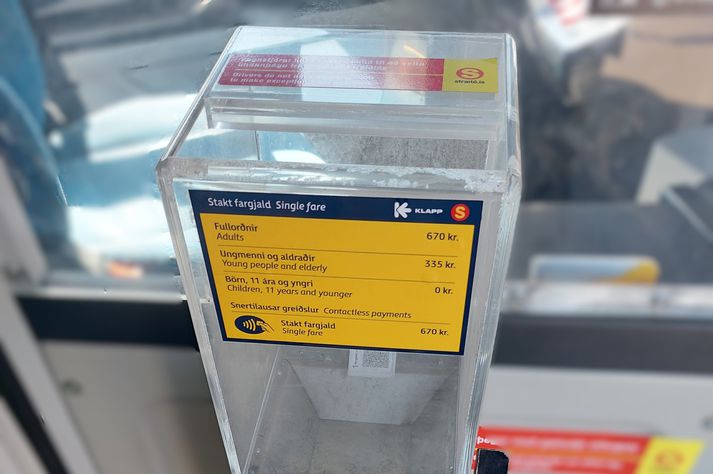 Drivers do not
to make except
S
straetó.is
Stakt fargjald Single fare
KLAPP S
Fullorðnir
Adults
670 kr.
Ungmenni og aldraðir
Young people and elderly
335 kr.
Börn, 11 ára og yngri
Children, 11 years and younger
0 kr.
Snertilausar greiðslur Contactless payments
Stakt fargjald
Single fare
670 kr.